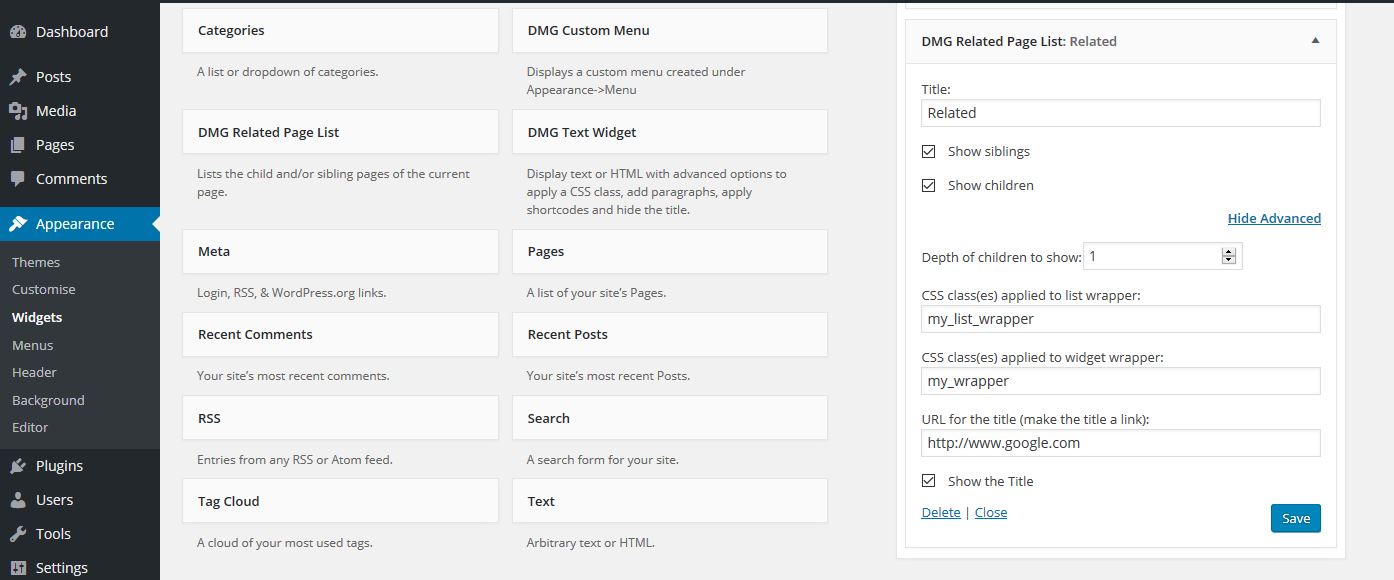 Dashboard
Posts
Media
Pages
Comments
Appearance
Themes
Customise
Widgets
Menus
Header
Background
Editor
Plugins
Users
Tools
Settings
Categories
A list or dropdown of categories.
DMG Custom Menu
Displays a custom menu created under
Appearance->Menu
DMG Related Page List
Lists the child and/or sibling pages of the current
page.
DMG Text Widget
Display text or HTML with advanced options to
apply a CSS class, add paragraphs, apply
shortcodes and hide the title.
Meta
Login, RSS, & WordPress.org links.
Pages
A list of your site’s Pages.
Recent Comments
Your site’s most recent comments.
Recent Posts
Your site’s most recent Posts.
RSS
Entries from any RSS or Atom feed.
Search
A search form for your site.
Tag Cloud
A cloud of your most used tags.
Text
Arbitrary text or HTML.
DMG Related Page List: Related
Title:
Related
Show siblings
Show children
Hide Advanced
Depth of children to show: 1
CSS class(es) applied to list wrapper:
my_list_wrapper
CSS class(es) applied to widget wrapper:
my_wrapper
URL for the title (make the title a link):
http://www.google.com
Show the Title
Delete | Close
Save